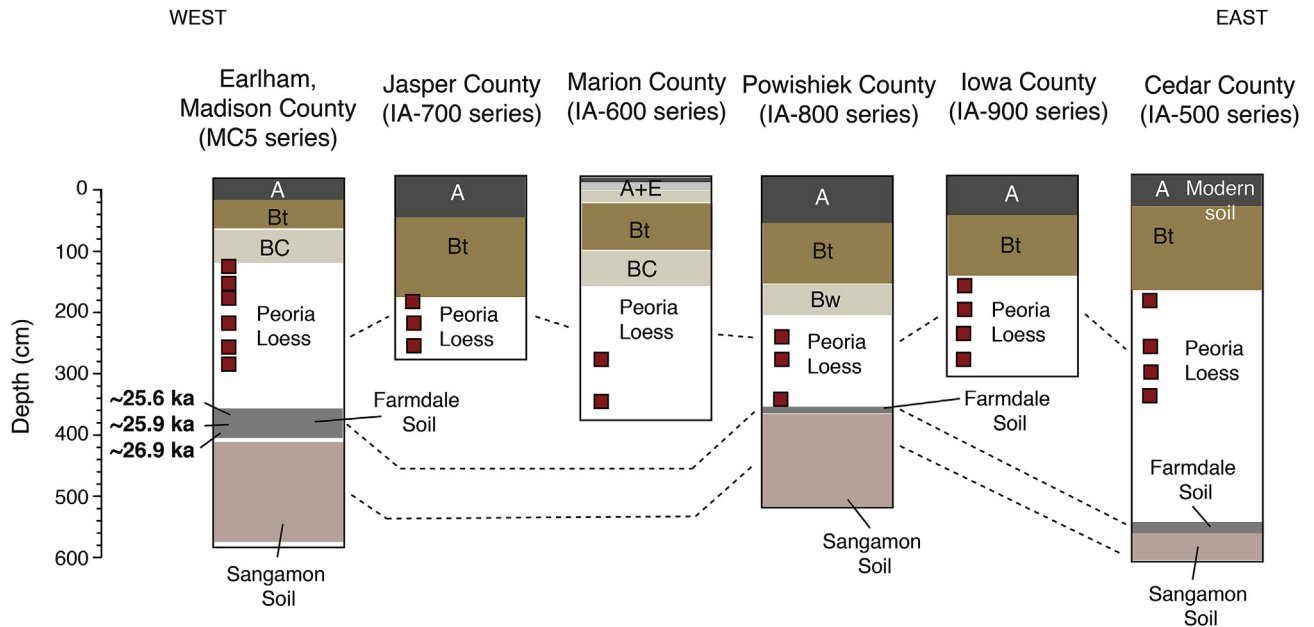 WEST
EAST
Earlham,
Madison County
(MC5 series)
Jasper County
(IA-700 series)
Marion County
(IA-600 series)
Powishiek County
(IA-800 series)
Iowa County
(IA-900 series)
Cedar County
(IA-500 series)
Depth (cm)
0
100
200
300
400
500
600
~25.6 ka
~25.9 ka
~26.9 ka
A
Bt
BC
Peoria
Loess
Farmdale
Soil
Sangamon
Soil
A
Bt
Peoria
Loess
A+E
Bt
BC
Peoria
Loess
A
Bt
Bw
Peoria
Loess
Farmdale
Soil
Sangamon
Soil
A
Bt
Peoria
Loess
A Modern
soil
Bt
Peoria
Loess
Farmdale
Soil
Sangamon
Soil